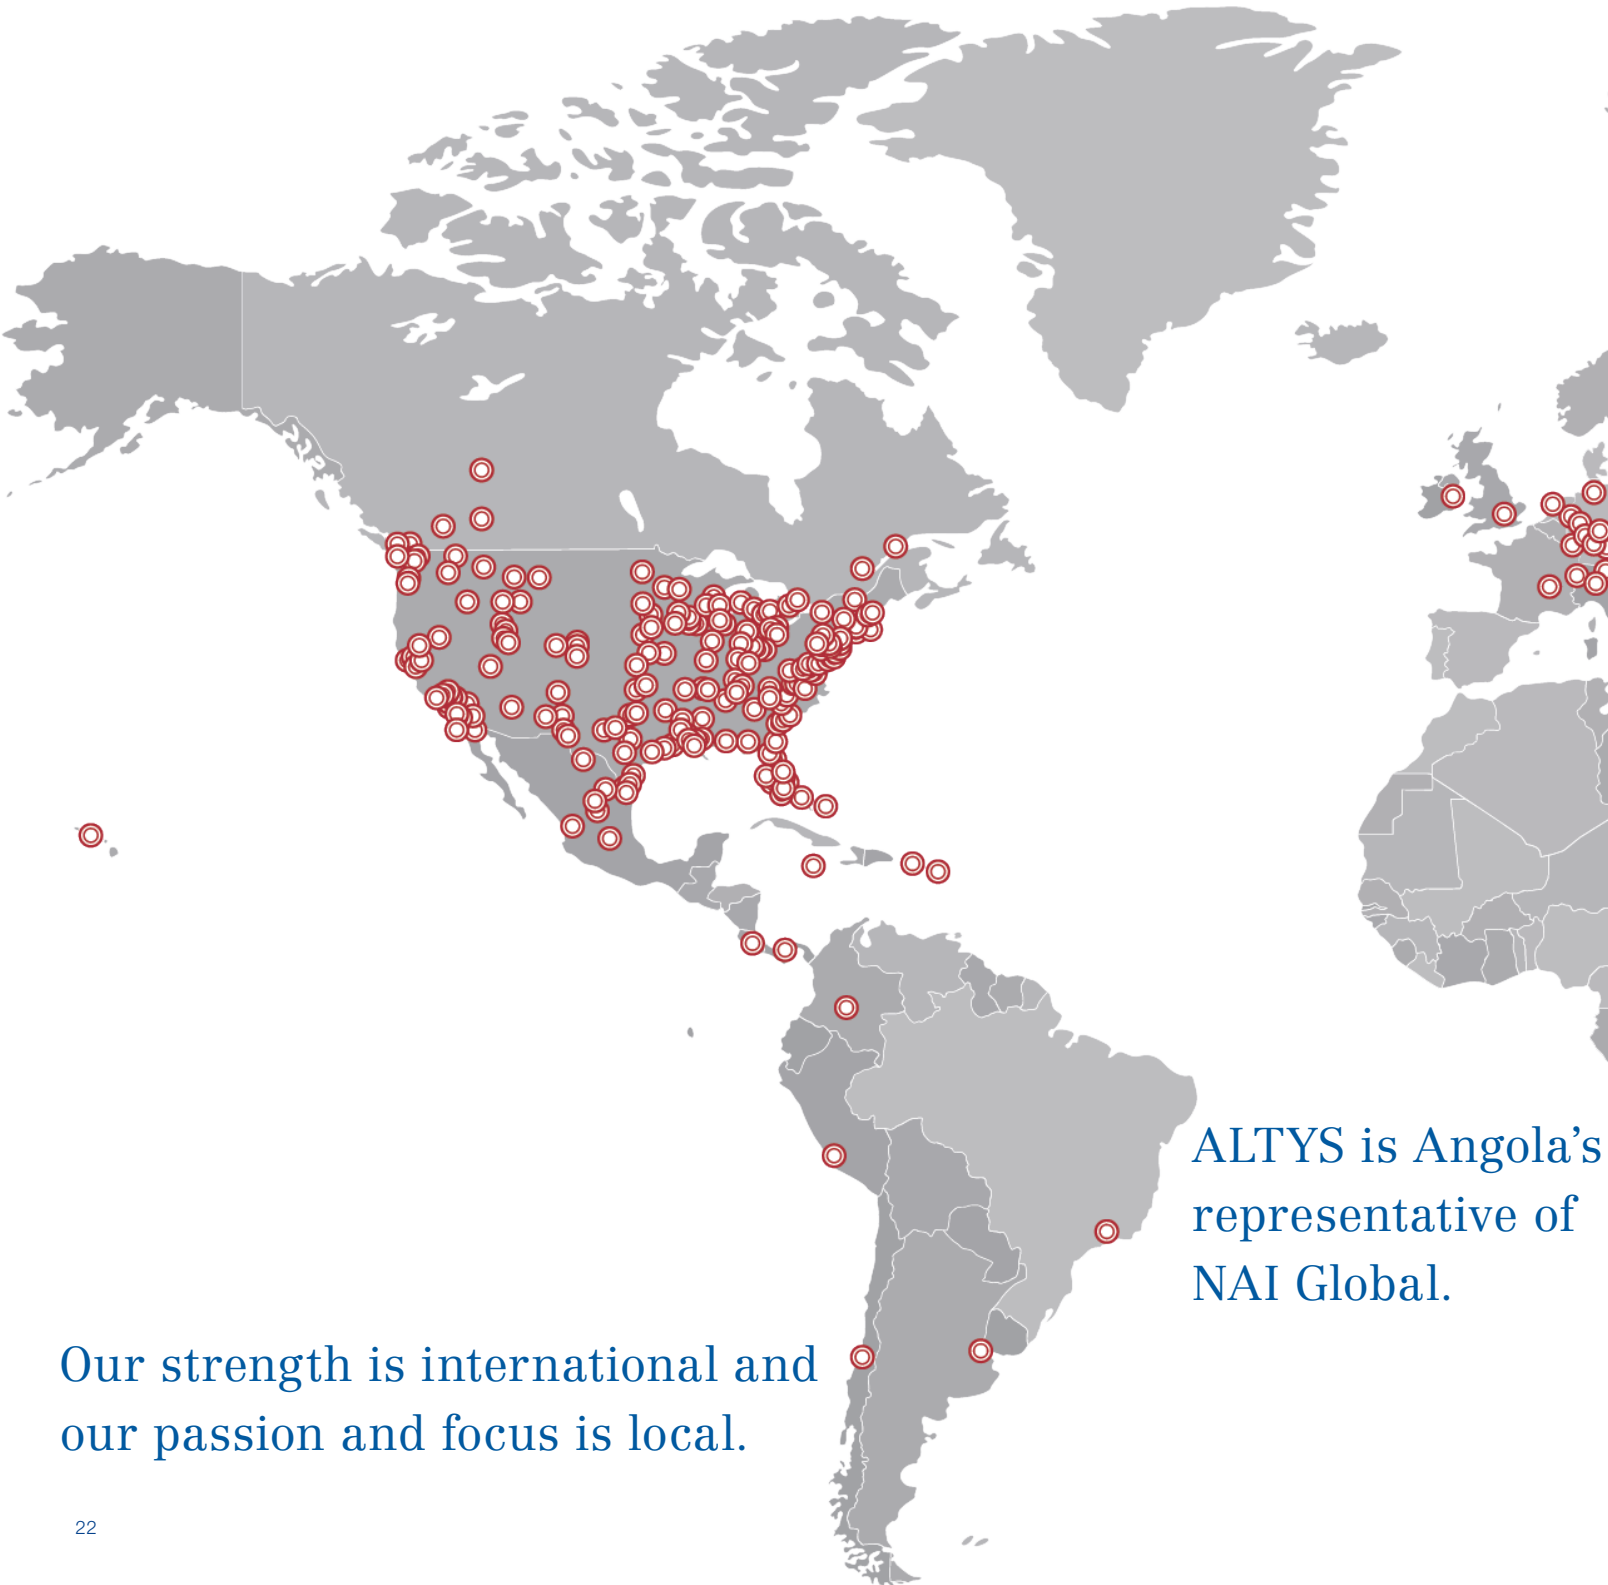 ALTYS is Angola’s
representative of
NAI Global.
Our strength is international and
our passion and focus is local.
22